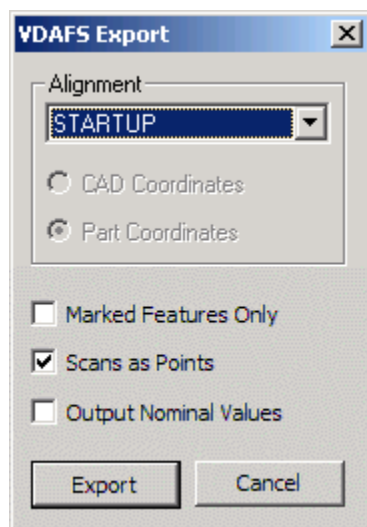 VDAFS Export
Alignment
STARTUP
CAD Coordinates
Part Coordinates
Marked Features Only
Scans as Points
Output Nominal Values
Export Cancel